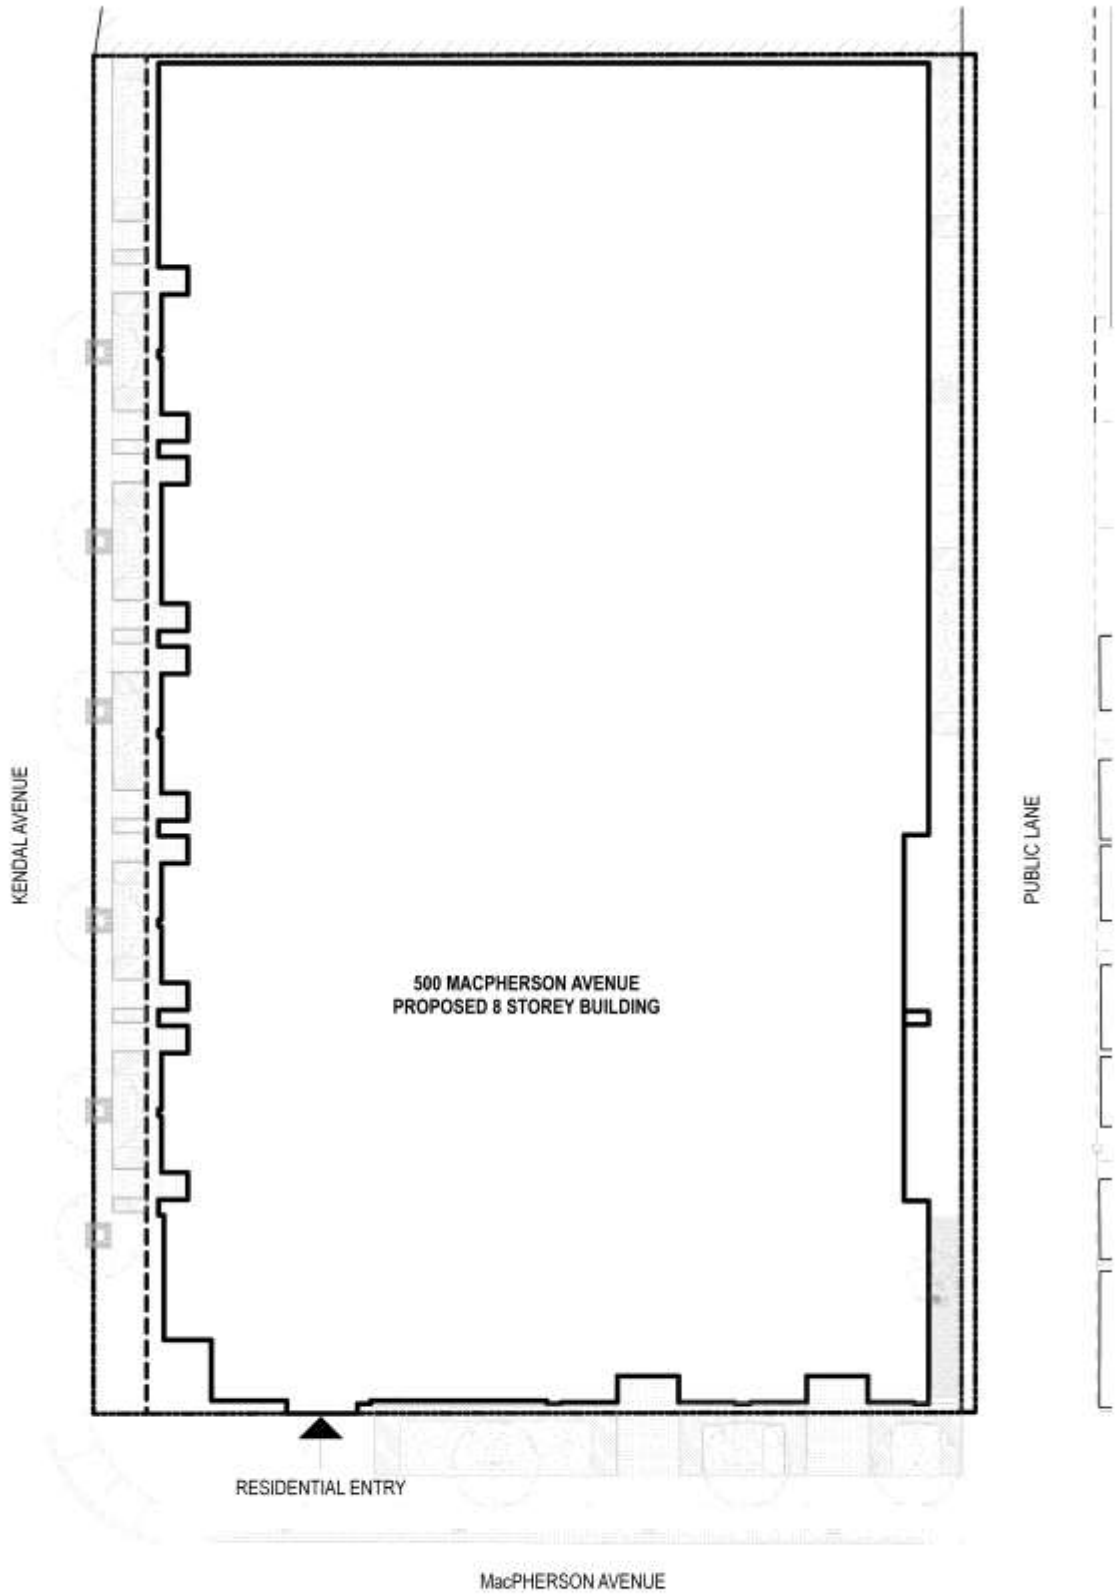 KENDAL AVENUE
500 MACPHERSON AVENUE
PROPOSED 8 STOREY BUILDING
PUBLIC LANE
RESIDENTIAL ENTRY
MacPHERSON AVENUE